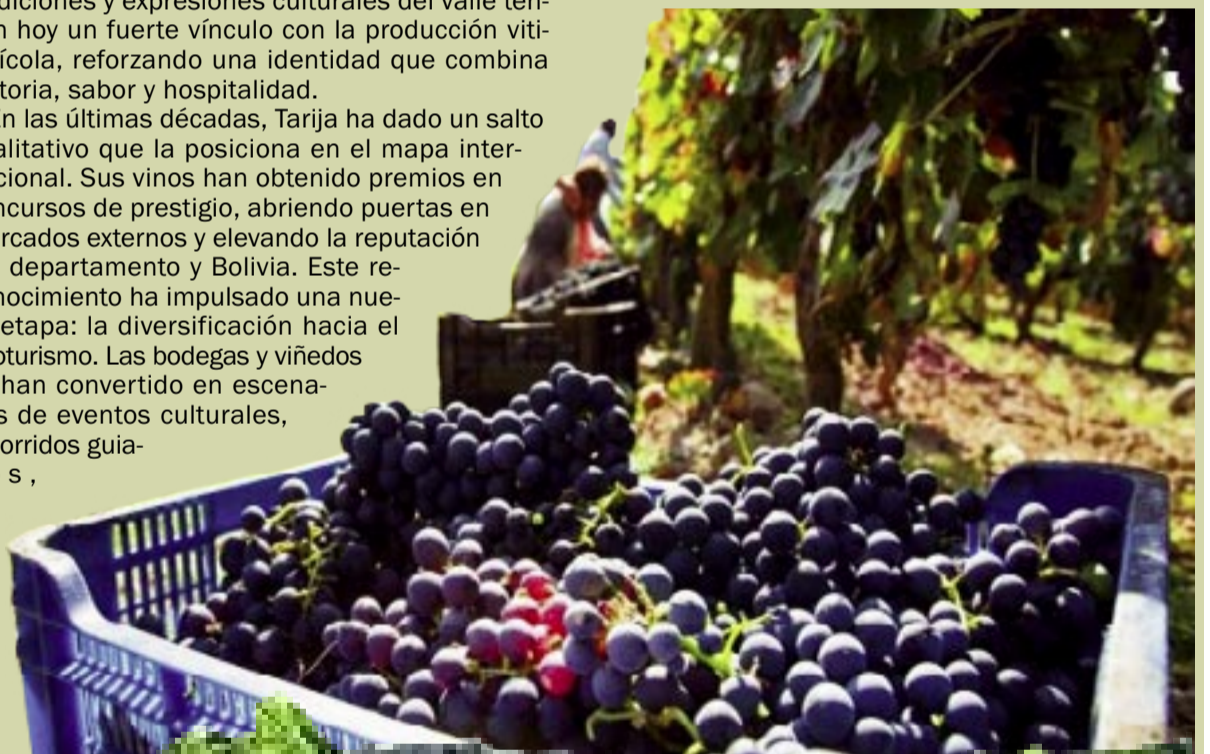 diciones y expresiones culturales del valle tien-
n hoy un fuerte vínculo con la producción viti-
ícola, reforzando una identidad que combina
toria, sabor y hospitalidad.
n las últimas décadas, Tarija ha dado un salto
alitativo que la posiciona en el mapa inter-
cional. Sus vinos han obtenido premios en
ncursos de prestigio, abriendo puertas en
rcados externos y elevando la reputación
departamento y Bolivia. Este re-
nocimiento ha impulsado una nue-
etapa: la diversificación hacia el
oturismo. Las bodegas y viñedos
han convertido en escena-
s de eventos culturales,
orridos guia-
s ,